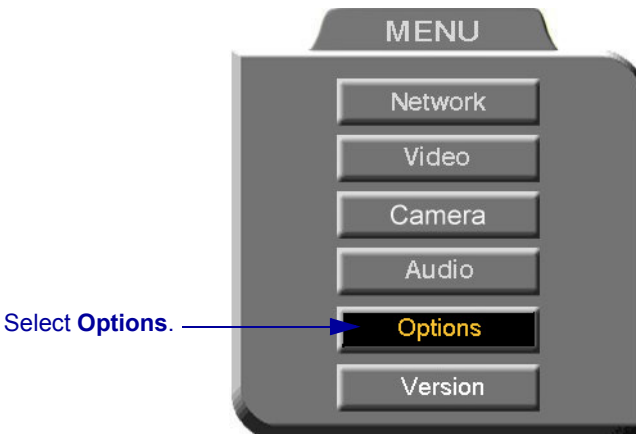 MENU
Network
Video
Camera
Audio
Select Options.
Options
Version